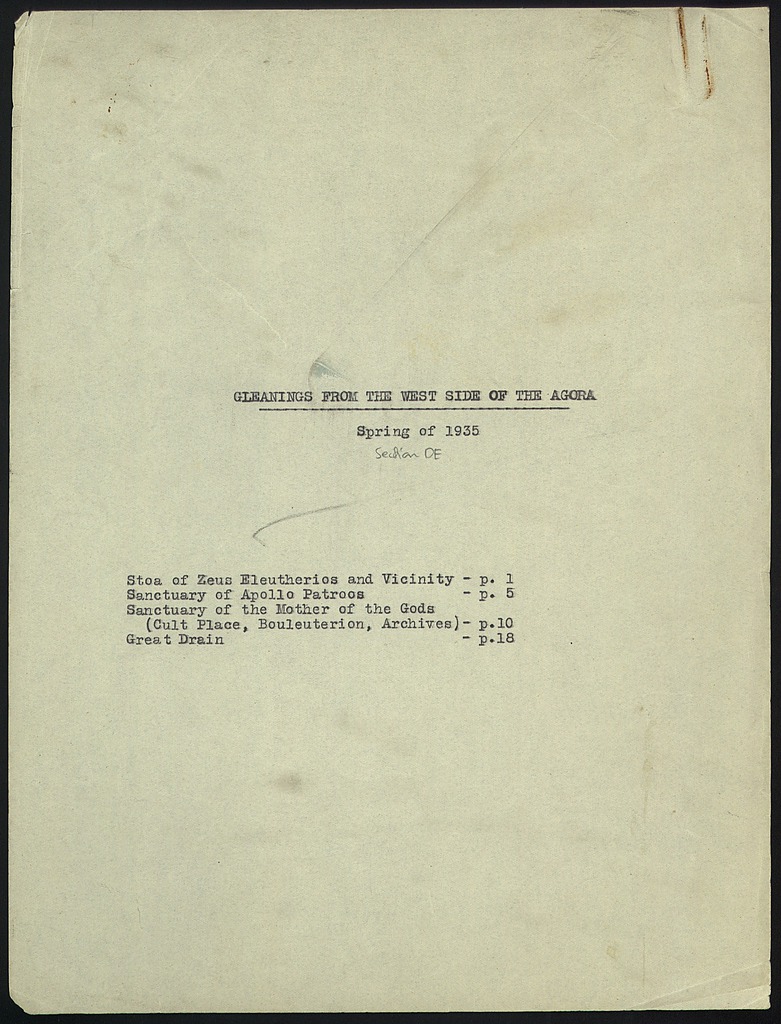 GLEANINGS FROM THE WEST SIDE OF THE AGORA
Spring of 1935
Section OE
Stoa of Zeus Eleutherios and Vicinity - p. 1
Sanctuary of Apollo Patroos - p. 5
Sanctuary of the Mother of the Gods
(Cult Place, Bouleuterion, Archives)- p.10
Great Drain - p.18